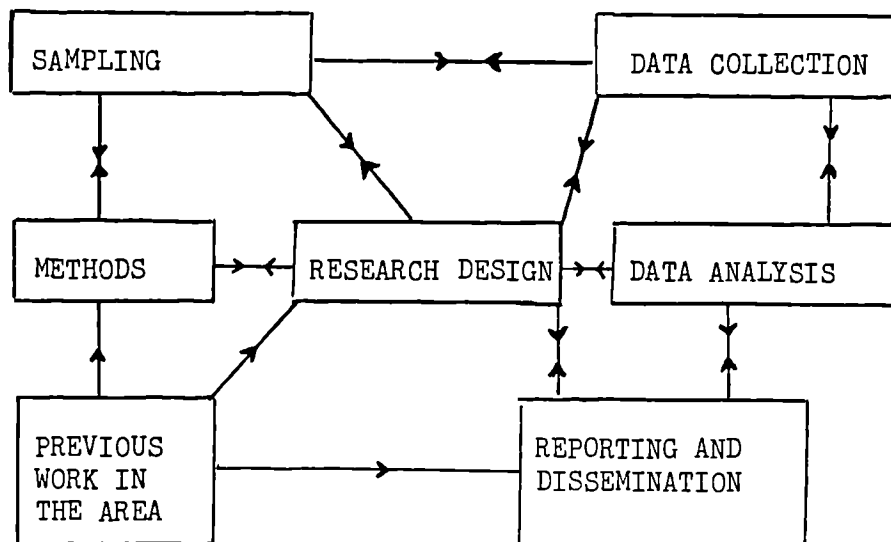 SAMPLING
DATA COLLECTION
METHODS
RESEARCH DESIGN
DATA ANALYSIS
PREVIOUS
WORK IN
THE AREA
REPORTING AND
DISSEMINATION